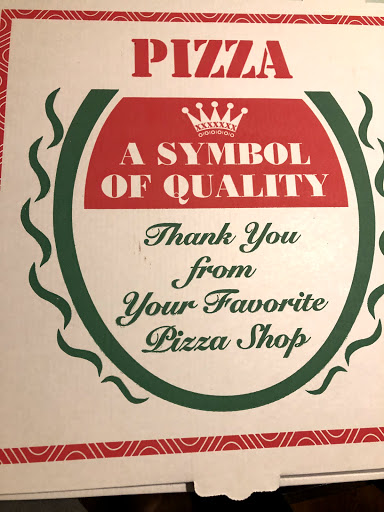 PIZZA
A SYMBOL
OF QUALITY
Thank You
from
Your Favorite
Pizza Shop